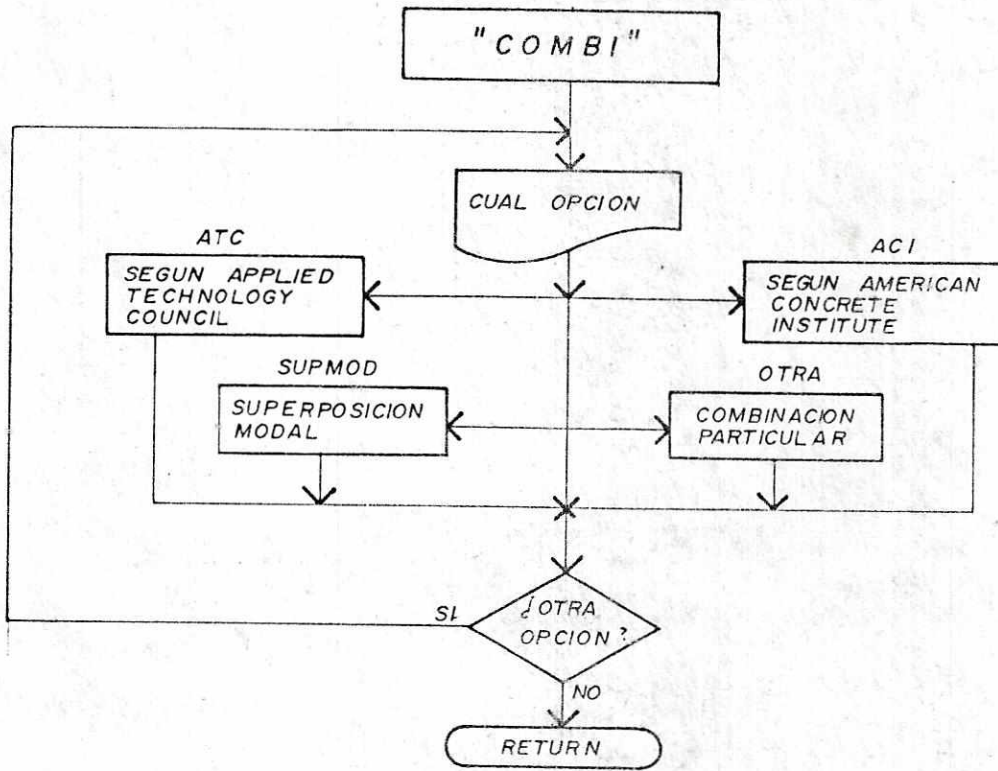 "COMBI"
CUAL OPCION
ATC
SEGUN APPLIED
TECHNOLOGY
COUNCIL
ACI
SEGUN AMERICAN
CONCRETE
INSTITUTE
SUPMOD
SUPERPOSICION
MODAL
OTRA
COMBINACION
PARTICULAR
¿OTRA
OPCION?
SI
NO
RETURN